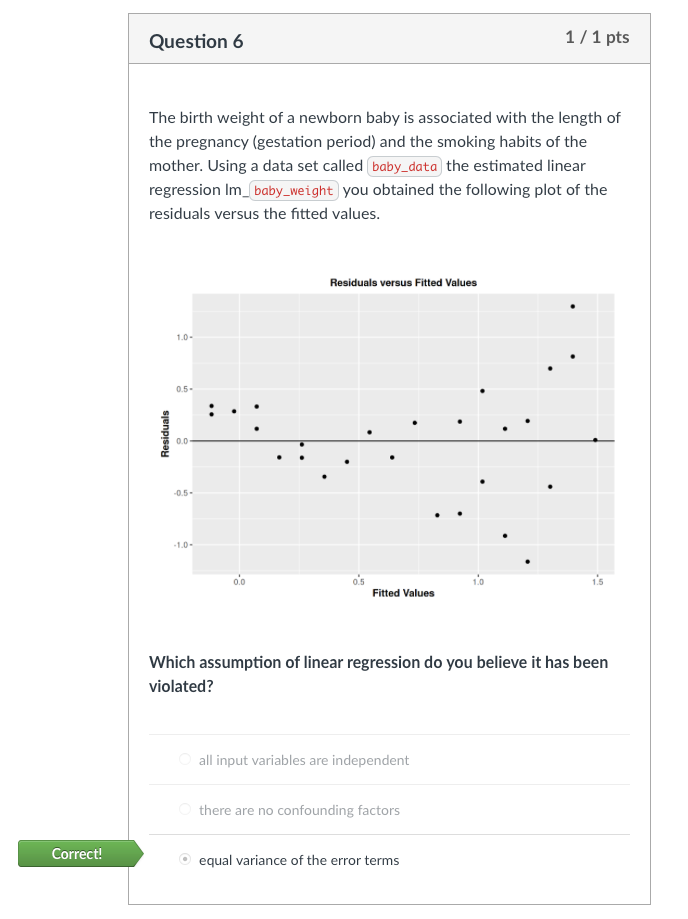 Question 6
1 / 1 pts
The birth weight of a newborn baby is associated with the length of
the pregnancy (gestation period) and the smoking habits of the
mother. Using a data set called baby_data the estimated linear
regression lm_baby_weight you obtained the following plot of the
residuals versus the fitted values.
Residuals versus Fitted Values
1.0
0.5
0.0
-0.5
-1.0
Residuals
0.0 0.5 1.0 1.5
Fitted Values
Which assumption of linear regression do you believe it has been
violated?
all input variables are independent
there are no confounding factors
Correct!
equal variance of the error terms